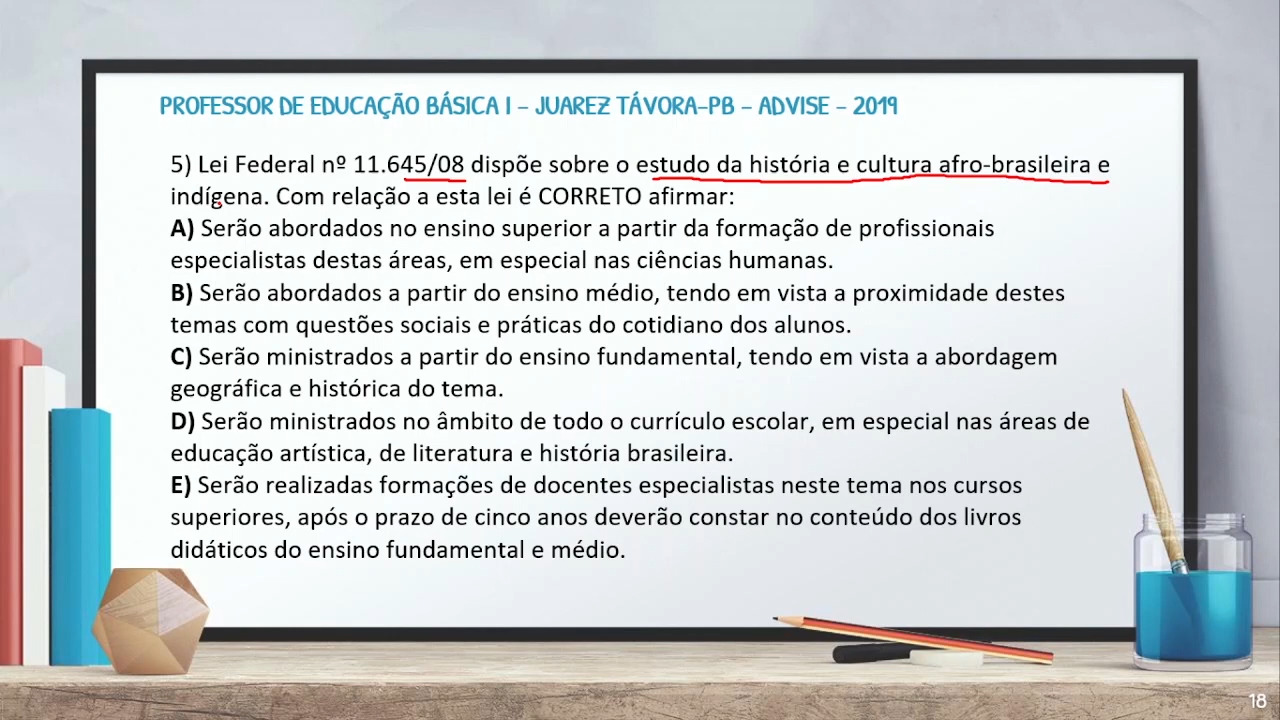 PROFESSOR DE EDUCAÇÃO BÁSICA I – JUAREZ TÁVORA-PB – ADVISE – 2019
5) Lei Federal nº 11.645/08 dispõe sobre o estudo da história e cultura afro-brasileira e
indígena. Com relação a esta lei é CORRETO afirmar:
A) Serão abordados no ensino superior a partir da formação de profissionais
especialistas destas áreas, em especial nas ciências humanas.
B) Serão abordados a partir do ensino médio, tendo em vista a proximidade destes
temas com questões sociais e práticas do cotidiano dos alunos.
C) Serão ministrados a partir do ensino fundamental, tendo em vista a abordagem
geográfica e histórica do tema.
D) Serão ministrados no âmbito de todo o currículo escolar, em especial nas áreas de
educação artística, de literatura e história brasileira.
E) Serão realizadas formações de docentes especialistas neste tema nos cursos
superiores, após o prazo de cinco anos deverão constar no conteúdo dos livros
didáticos do ensino fundamental e médio.
18